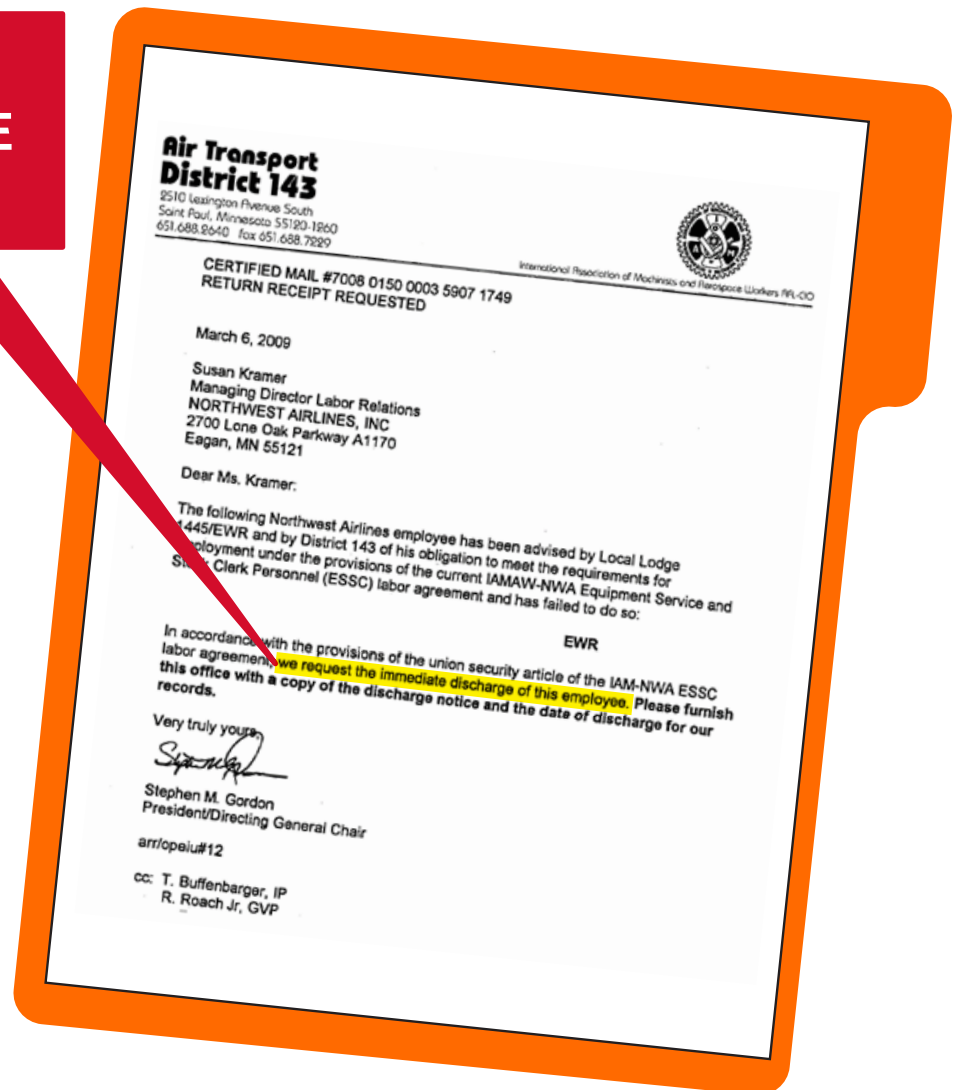 E
Air Transport
District 143
2510 Lexington Avenue South
Saint Paul, Minnesota 55120-1260
651.688.2640 fax 651.688.7229
International Association of Machinists and Aerospace Workers AFL-CIO
CERTIFIED MAIL #7008 0150 0003 5907 1749
RETURN RECEIPT REQUESTED
March 6, 2009
Susan Kramer
Managing Director Labor Relations
NORTHWEST AIRLINES, INC
2700 Lone Oak Parkway A1170
Eagan, MN 55121
Dear Ms. Kramer:
The following Northwest Airlines employee has been advised by Local Lodge
1445/EWR and by District 143 of his obligation to meet the requirements for
employment under the provisions of the current IAMAW-NWA Equipment Service and
Stock Clerk Personnel (ESSC) labor agreement and has failed to do so:
EWR
In accordance with the provisions of the union security article of the IAM-NWA ESSC
labor agreement, we request the immediate discharge of this employee. Please furnish
this office with a copy of the discharge notice and the date of discharge for our
records.
Very truly yours,
Stephen M. Gordon
President/Directing General Chair
arr/opeiu#12
cc: T. Buffenbarger, IP
R. Roach Jr, GVP